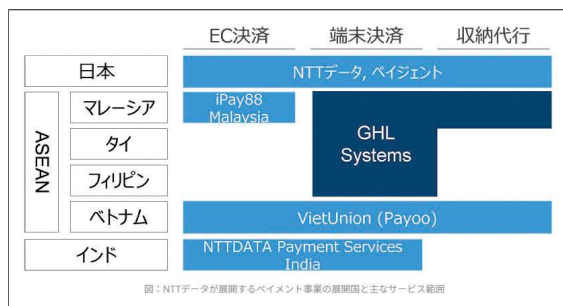 EC決済 端末決済 収納代行
日本 NTTデータ, ペイジェント
ASEAN
マレーシア iPay88
Malaysia
GHL
Systems
タイ
フィリピン
ベトナム VietUnion (Payoo)
インド NTTDATA Payment Services
India
図：NTTデータが展開するペイメント事業の展開国と主なサービス範囲